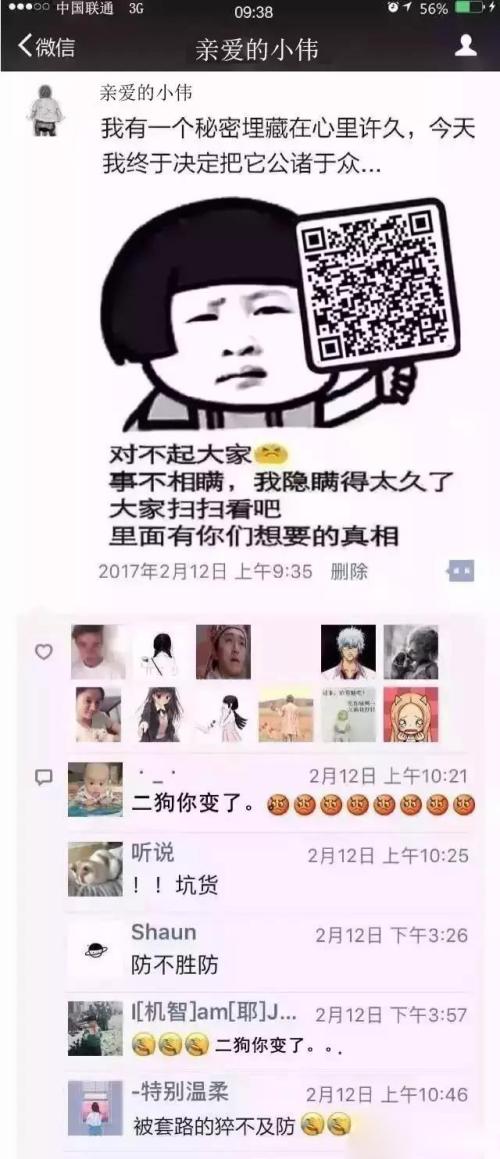 中国联通 3G
09:38
56%
微信
亲爱的小伟
亲爱的小伟
我有一个秘密埋藏在心里许久，今天
我终于决定把它公诸于众...
对不起大家
事不相瞒，我隐瞒得太久了
大家扫扫看吧
里面有你们想要的真相
2017年2月12日 上午9:35 删除
· _ ·
2月12日 上午10:21
二狗你变了。
听说
2月12日 上午10:25
！！坑货
Shaun
2月12日 下午3:26
防不胜防
I[机智]am[耶]J...
2月12日 下午3:57
二狗你变了。。.
-特别温柔
2月12日 上午10:46
被套路的猝不及防